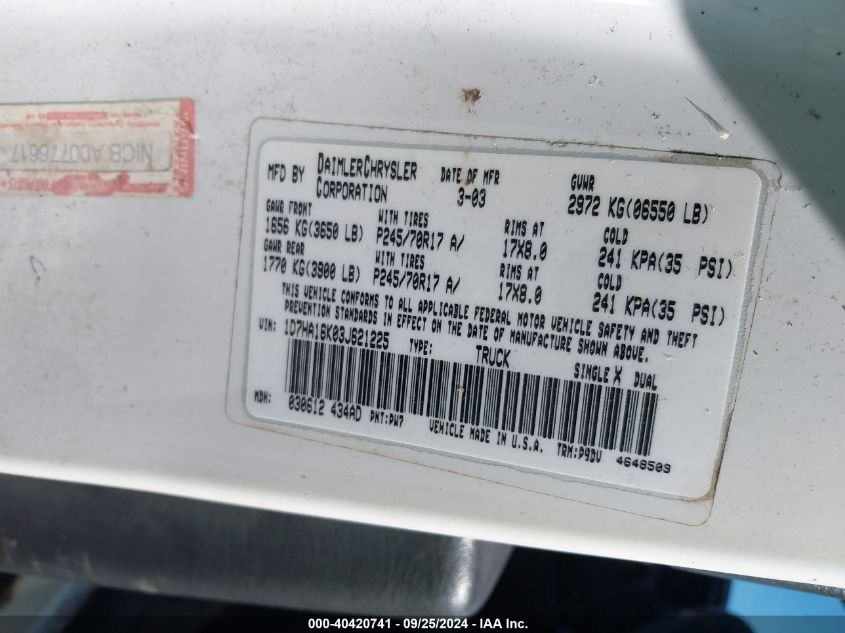 NICB A00776617
MFD BY DAIMLERCHRYSLER CORPORATION DATE OF MFR 3-03 GVWR 2972 KG(06550 LB)
GAWR FRONT WITH TIRES RIMS AT COLD
1656 KG(3650 LB) P245/70R17 A/ 17X8.0 241 KPA(35 PSI)
GAWR REAR WITH TIRES RIMS AT COLD
1770 KG(3900 LB) P245/70R17 A/ 17X8.0 241 KPA(35 PSI)
THIS VEHICLE CONFORMS TO ALL APPLICABLE FEDERAL MOTOR VEHICLE SAFETY AND THEFT
PREVENTION STANDARDS IN EFFECT ON THE DATE OF MANUFACTURE SHOWN ABOVE.
VIN: 1D7HA16K03J621225 TYPE: TRUCK SINGLE X DUAL
MDH: 030612 434AD PNT:PW7 VEHICLE MADE IN U.S.A. TRM:P9DV 4648509
000-40420741 - 09/25/2024 - IAA Inc.